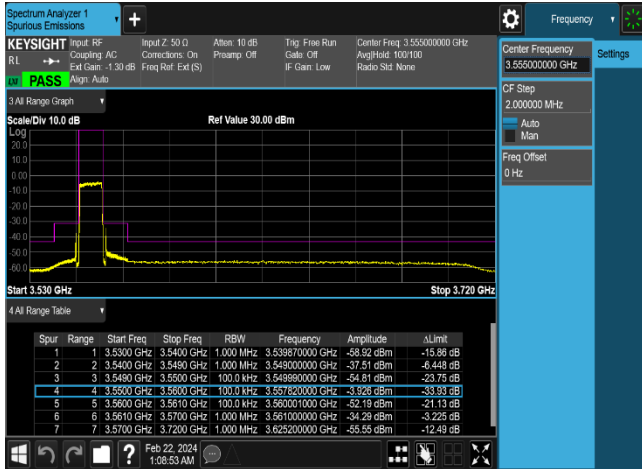 Spectrum Analyzer 1
Spurious Emissions
Frequency
KEYSIGHT
RL
PASS
Input: RF
Coupling: AC
Ext Gain: -1.30 dB
Align: Auto
Input Z: 50 Ω
Corrections: On
Freq Ref: Ext (S)
Atten: 10 dB
Preamp: Off
Trig: Free Run
Gate: Off
IF Gain: Low
Center Freq: 3.555000000 GHz
Avg|Hold: 100/100
Radio Std: None
Center Frequency
3.555000000 GHz
Settings
CF Step
2.000000 MHz
Auto
Man
Freq Offset
0 Hz
3 All Range Graph
Scale/Div 10.0 dB
Ref Value 30.00 dBm
Log
20.0
10.0
0.00
-10.0
-20.0
-30.0
-40.0
-50.0
-60.0
Start 3.530 GHz
Stop 3.720 GHz
4 All Range Table
Spur Range Start Freq Stop Freq RBW Frequency Amplitude ΔLimit
1 1 3.5300 GHz 3.5400 GHz 1.000 MHz 3.539870000 GHz -58.92 dBm -15.86 dB
2 2 3.5400 GHz 3.5490 GHz 1.000 MHz 3.549000000 GHz -37.51 dBm -6.448 dB
3 3 3.5490 GHz 3.5500 GHz 100.0 kHz 3.549990000 GHz -54.81 dBm -23.75 dB
4 4 3.5500 GHz 3.5600 GHz 100.0 kHz 3.557820000 GHz -3.926 dBm -33.93 dB
5 5 3.5600 GHz 3.5610 GHz 100.0 kHz 3.560001000 GHz -52.19 dBm -21.13 dB
6 6 3.5610 GHz 3.5700 GHz 1.000 MHz 3.561000000 GHz -34.29 dBm -3.225 dB
7 7 3.5700 GHz 3.7200 GHz 1.000 MHz 3.625200000 GHz -55.55 dBm -12.49 dB
Feb 22, 2024
1:08:53 AM